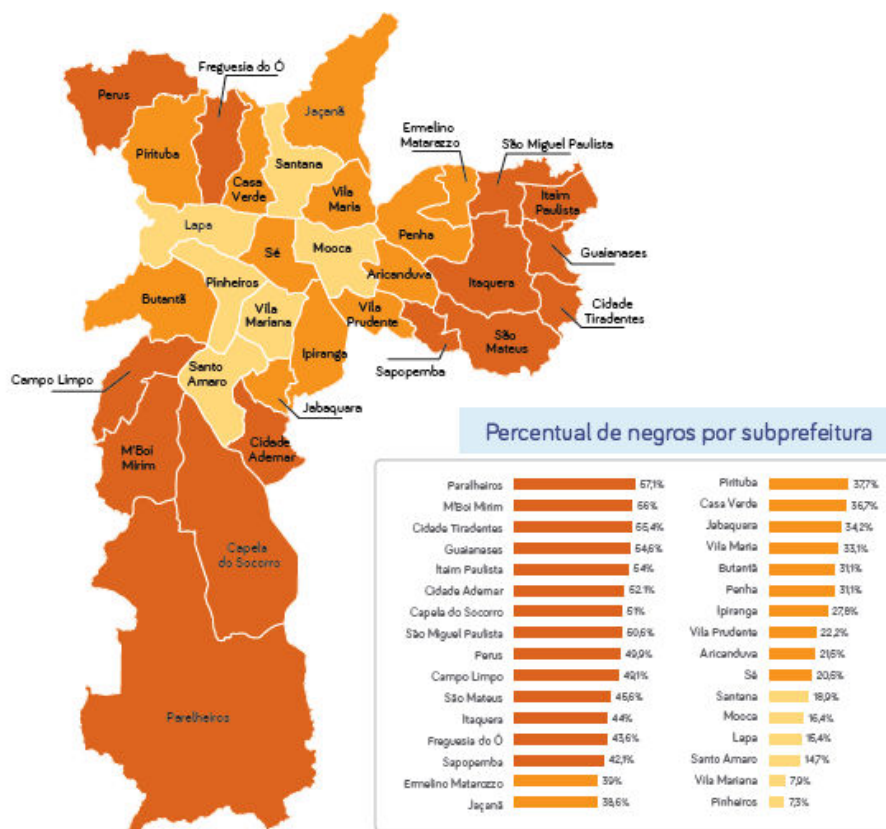 Perus
Freguesia do Ó
Jaçanã
Pirituba
Casa
Verde
Santana
Vila
Maria
Ermelino
Matarazzo
São Miguel Paulista
Itaim
Paulista
Lapa
Sé
Mooca
Penha
Aricanduva
Itaquera
Guaianases
Cidade
Tiradentes
Butantã
Pinheiros
Vila
Mariana
Ipiranga
Vila
Prudente
São
Mateus
Sapopemba
Campo Limpo
Santo
Amaro
Jabaquara
M'Boi
Mirim
Cidade
Ademar
Capela
do Socorro
Parelheiros
Percentual de negros por subprefeitura
Paralheiros 57,1%
M'Boi Mirim 56%
Cidade Tiradentes 55,4%
Guaianases 54,6%
Itaim Paulista 54%
Cidade Ademar 52,1%
Capela do Socorro 51%
São Miguel Paulista 50,6%
Perus 49,9%
Campo Limpo 49,1%
São Mateus 45,6%
Itaquera 44%
Freguesia do Ó 43,6%
Sapopemba 42,1%
Ermelino Matarazzo 39%
Jaçanã 38,6%
Pirituba 37,7%
Casa Verde 36,7%
Jabaquara 34,2%
Vila Maria 33,1%
Butantã 31,1%
Penha 31,1%
Ipiranga 27,8%
Vila Prudente 22,2%
Aricanduva 21,6%
Sé 20,6%
Santana 18,9%
Mooca 16,4%
Lapa 15,4%
Santo Amaro 14,7%
Vila Mariana 7,9%
Pinheiros 7,3%